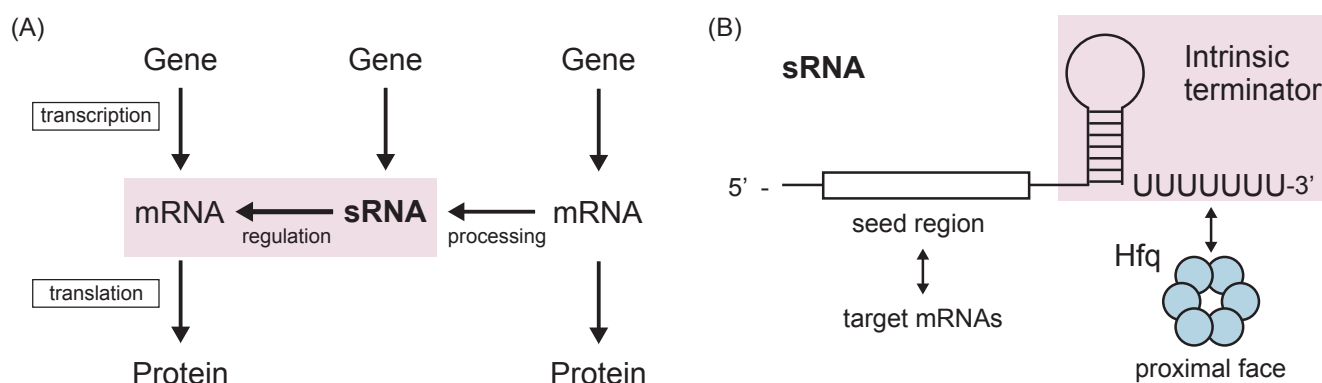 (A)
Gene
Gene
Gene
transcription
mRNA
sRNA
mRNA
regulation
processing
translation
Protein
Protein
(B)
sRNA
Intrinsic
terminator
5’ -
UUUUUUU-3’
seed region
Hfq
target mRNAs
proximal face